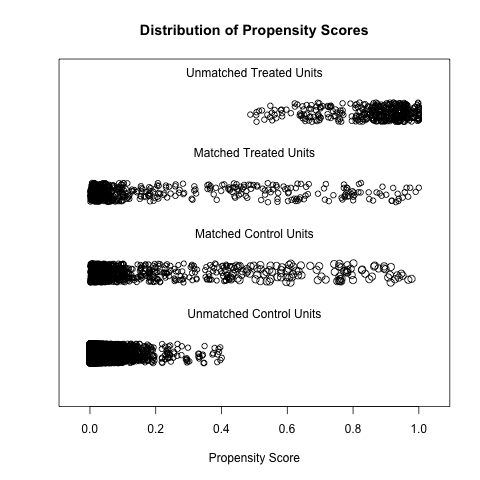 Distribution of Propensity Scores
Unmatched Treated Units
Matched Treated Units
Matched Control Units
Unmatched Control Units
0.0 0.2 0.4 0.6 0.8 1.0
Propensity Score